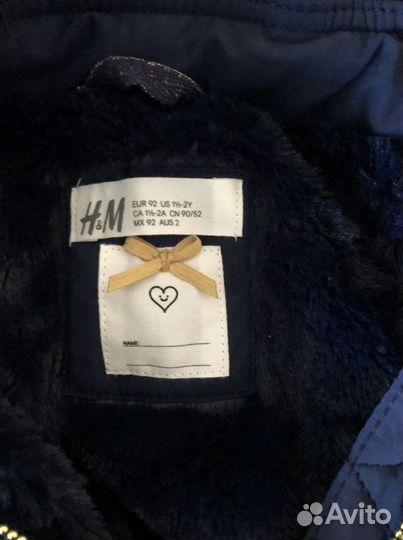 H&M
EUR 92 US 1½-2Y
CA 1½-2A CN 90/52
MX 92 AUS 2
NAME:
Avito